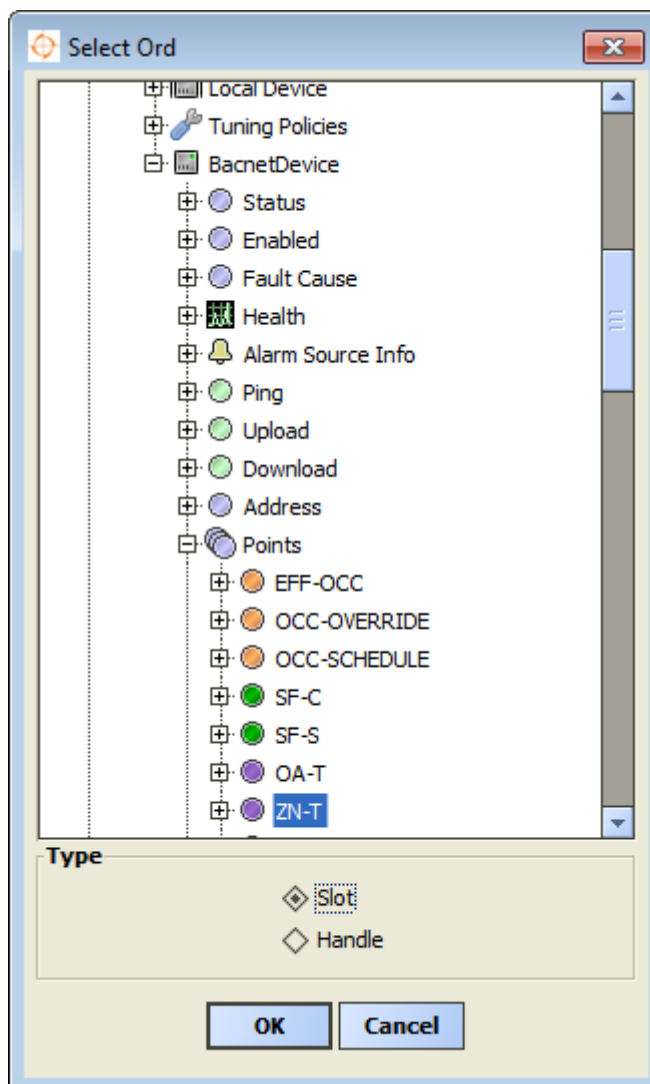 Select Ord
Local Device
Tuning Policies
BacnetDevice
Status
Enabled
Fault Cause
Health
Alarm Source Info
Ping
Upload
Download
Address
Points
EFF-OCC
OCC-OVERRIDE
OCC-SCHEDULE
SF-C
SF-S
OA-T
ZN-T
Type
Slot
Handle
OK Cancel